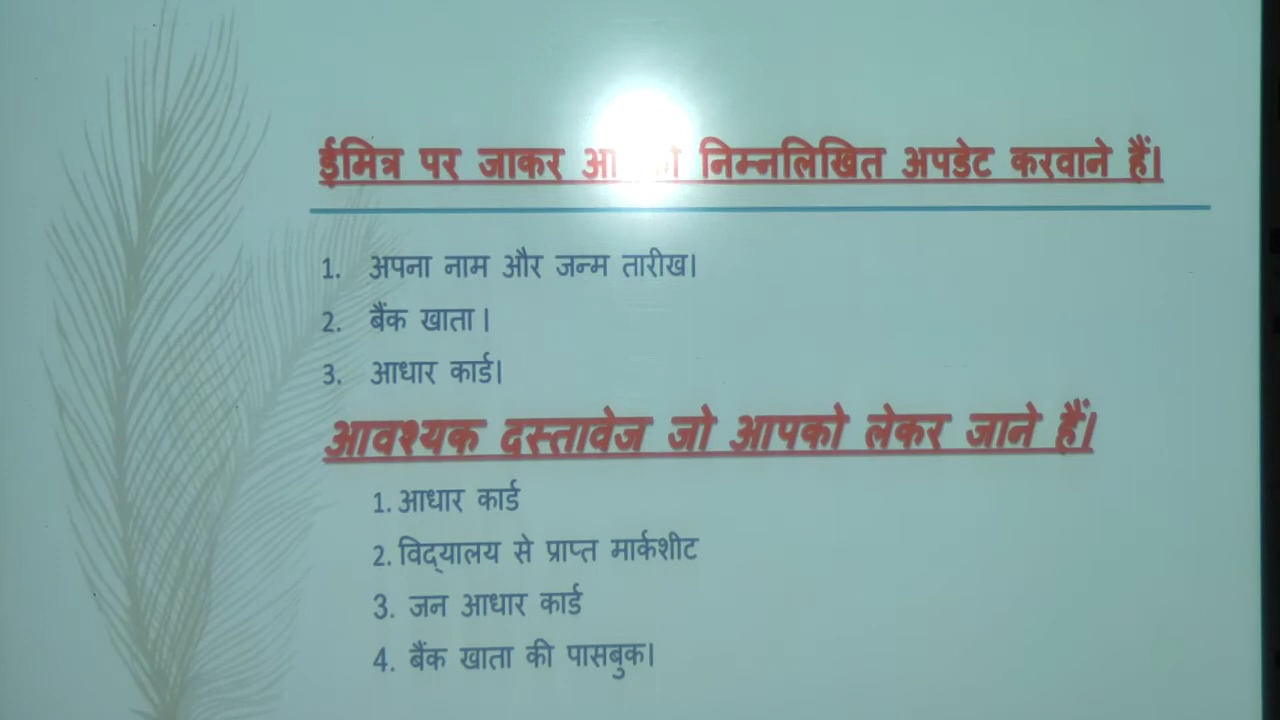 ईमित्र पर जाकर निम्नलिखित अपडेट करवाने हैं।
1. अपना नाम और जन्म तारीख।
2. बैंक खाता।
3. आधार कार्ड।
आवश्यक दस्तावेज जो आपको लेकर जाने हैं।
1. आधार कार्ड
2. विद्यालय से प्राप्त मार्कशीट
3. जन आधार कार्ड
4. बैंक खाता की पासबुक।